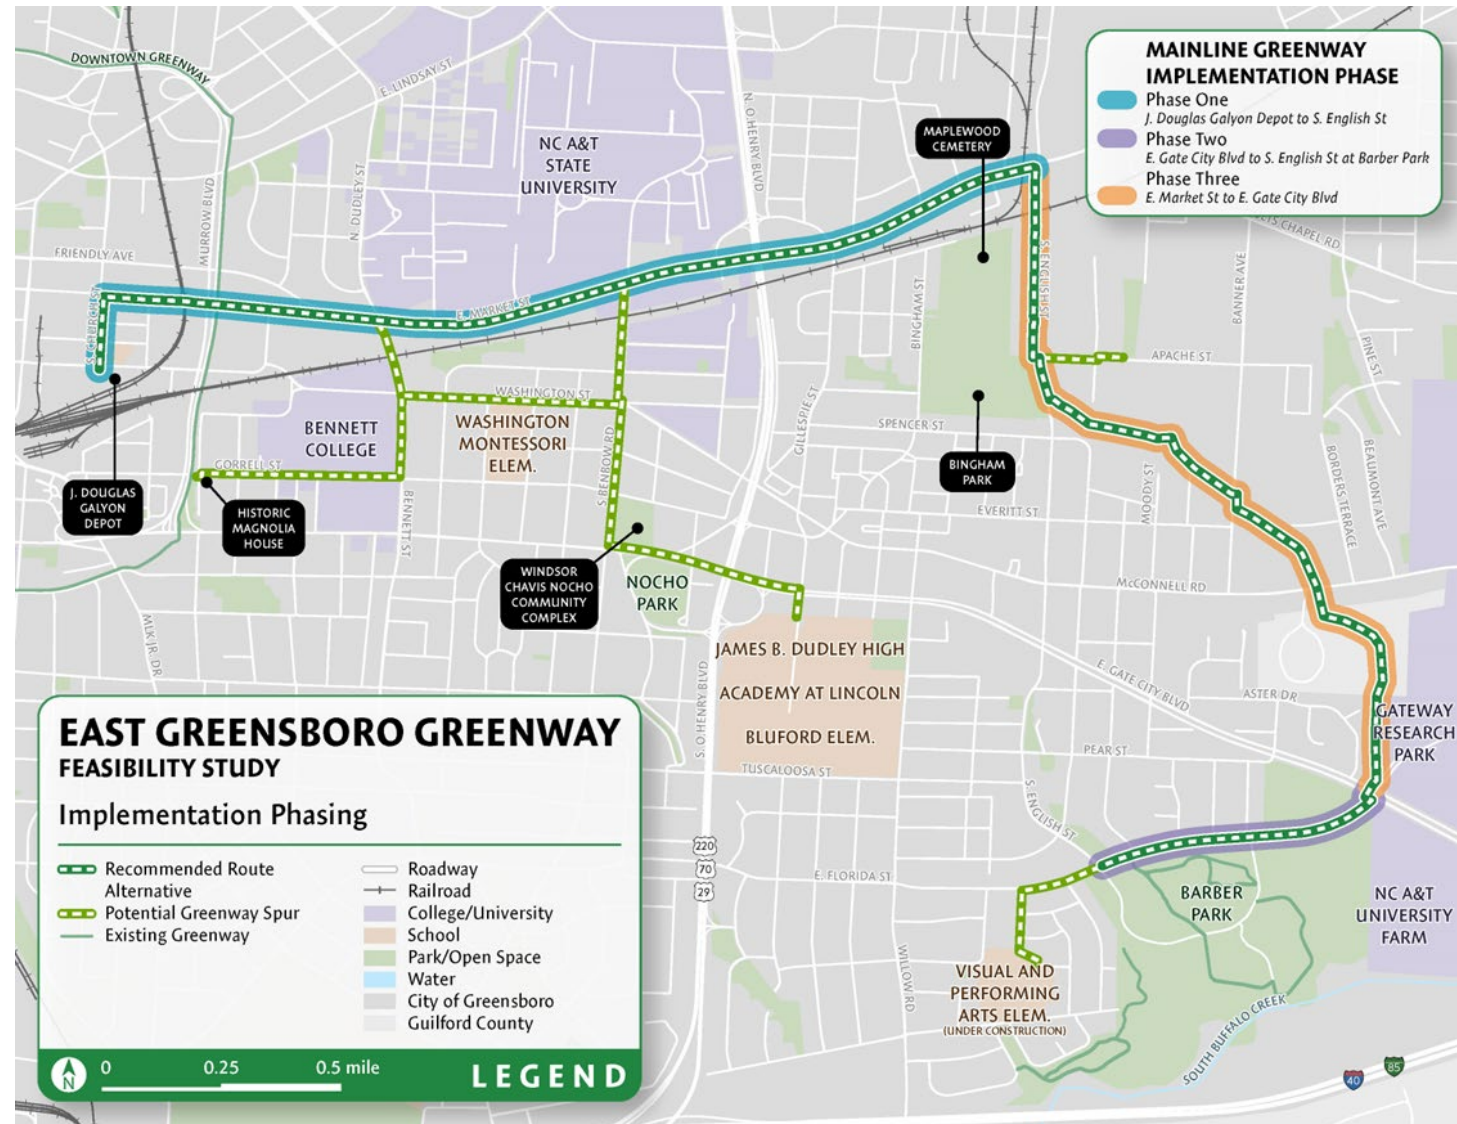 DOWNTOWN GREENWAY
E. LINDSAY ST
N. O.HENRY BLVD
MAINLINE GREENWAY
IMPLEMENTATION PHASE
Phase One
J. Douglas Galyon Depot to S. English St
Phase Two
E. Gate City Blvd to S. English St at Barber Park
Phase Three
E. Market St to E. Gate City Blvd
MAPLEWOOD
CEMETERY
NC A&T
STATE
UNIVERSITY
N. DUDLEY ST
MURROW BLVD
FRIENDLY AVE
CHAPEL RD
S. ENGLISH ST
BANNER AVE
BINGHAM ST
S. CHURCH ST
E. MARKET ST
APACHE ST
PINE ST
WASHINGTON ST
GILLESPIE ST
SPENCER ST
BENNETT
COLLEGE
WASHINGTON
MONTESSORI
ELEM.
S BENBOW RD
GORRELL ST
BINGHAM
PARK
MOODY ST
BORDERS TERRACE
BEAUMONT AVE
J. DOUGLAS
GALYON
DEPOT
HISTORIC
MAGNOLIA
HOUSE
BENNETT ST
EVERITT ST
WINDSOR
CHAVIS NOCHO
COMMUNITY
COMPLEX
NOCHO
PARK
McCONNELL RD
MLK JR. DR
JAMES B. DUDLEY HIGH
ACADEMY AT LINCOLN
BLUFORD ELEM.
S. O.HENRY BLVD
E. GATE CITY BLVD
ASTER DR
GATEWAY
RESEARCH
PARK
PEAR ST
TUSCALOOSA ST
S. ENGLISH ST
220
70
29
E. FLORIDA ST
BARBER
PARK
NC A&T
UNIVERSITY
FARM
WILLOW RD
VISUAL AND
PERFORMING
ARTS ELEM.
(UNDER CONSTRUCTION)
SOUTH BUFFALO CREEK
40
85
EAST GREENSBORO GREENWAY
FEASIBILITY STUDY
Implementation Phasing
Recommended Route
Alternative
Potential Greenway Spur
Existing Greenway
Roadway
Railroad
College/University
School
Park/Open Space
Water
City of Greensboro
Guilford County
N
0 0.25 0.5 mile
LEGEND